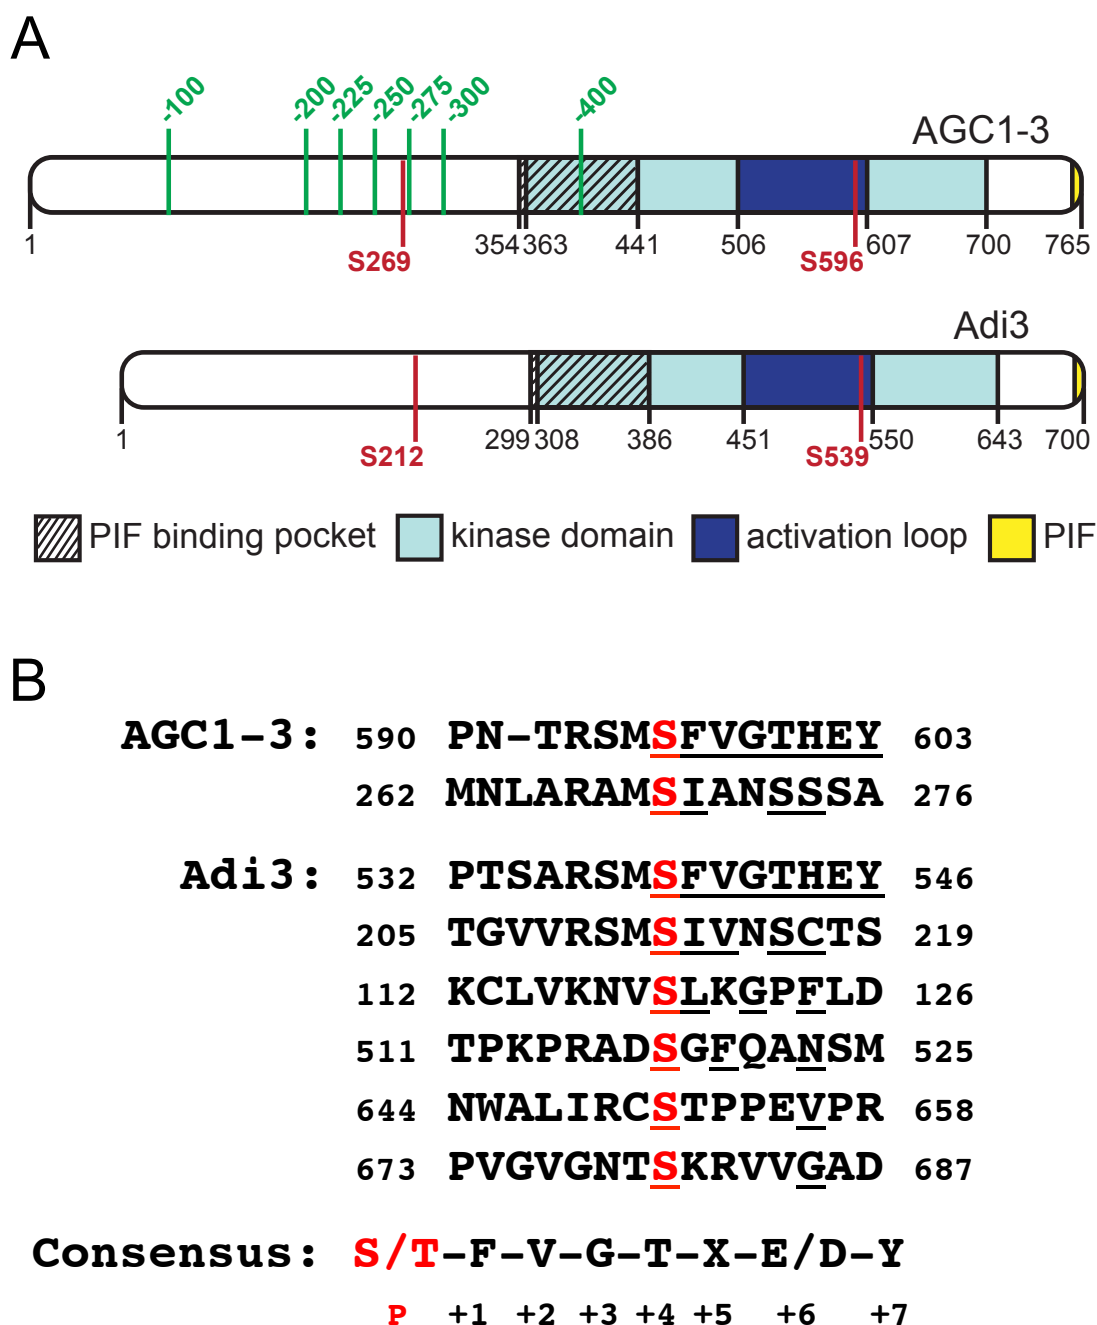 A
-100 -200 -225 -250 -275 -300 -400
AGC1-3
1 354 363 441 506 607 700 765
S269 S596
Adi3
1 299 308 386 451 550 643 700
S212 S539
PIF binding pocket kinase domain activation loop PIF
B
AGC1-3: 590 PN-TRSMSFVGTHEY 603
262 MNLARAMSIANSSSA 276
Adi3: 532 PTSARSMSFVGTHEY 546
205 TGVVRSMSIVNSCTS 219
112 KCLVKNVSLKGPFLD 126
511 TPKPRADSGFQANSM 525
644 NWALIRCSTPPEVPR 658
673 PVGVGNTSKRVVGAD 687
Consensus: S/T-F-V-G-T-X-E/D-Y
P +1 +2 +3 +4 +5 +6 +7